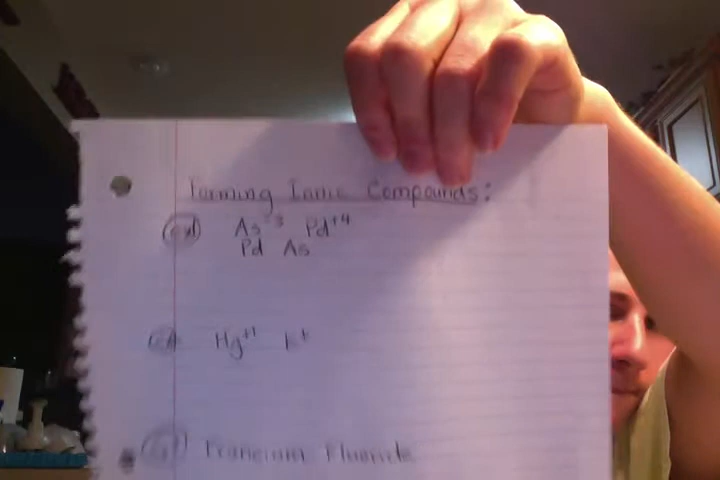 Forming Ionic Compounds:
As⁻³ Pd⁺⁴
Pd As
Hg⁺¹
Francium Fluoride